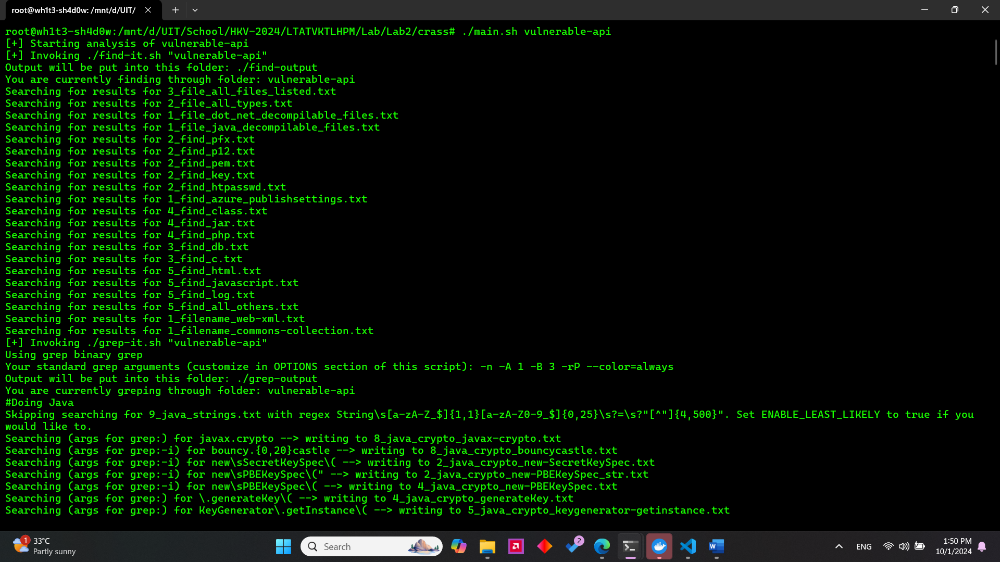 root@wh1t3-sh4d0w: /mnt/d/UIT/
root@wh1t3-sh4d0w:/mnt/d/UIT/School/HKV-2024/LTATVKTLHPM/Lab/Lab2/crass# ./main.sh vulnerable-api
[+] Starting analysis of vulnerable-api
[+] Invoking ./find-it.sh "vulnerable-api"
Output will be put into this folder: ./find-output
You are currently finding through folder: vulnerable-api
Searching for results for 3_file_all_files_listed.txt
Searching for results for 2_file_all_types.txt
Searching for results for 1_file_dot_net_decompilable_files.txt
Searching for results for 1_file_java_decompilable_files.txt
Searching for results for 2_find_pfx.txt
Searching for results for 2_find_p12.txt
Searching for results for 2_find_pem.txt
Searching for results for 2_find_key.txt
Searching for results for 2_find_htpasswd.txt
Searching for results for 1_find_azure_publishsettings.txt
Searching for results for 4_find_class.txt
Searching for results for 4_find_jar.txt
Searching for results for 4_find_php.txt
Searching for results for 3_find_db.txt
Searching for results for 3_find_c.txt
Searching for results for 5_find_html.txt
Searching for results for 5_find_javascript.txt
Searching for results for 5_find_log.txt
Searching for results for 5_find_all_others.txt
Searching for results for 1_filename_web-xml.txt
Searching for results for 1_filename_commons-collection.txt
[+] Invoking ./grep-it.sh "vulnerable-api"
Using grep binary grep
Your standard grep arguments (customize in OPTIONS section of this script): -n -A 1 -B 3 -rP --color=always
Output will be put into this folder: ./grep-output
You are currently greping through folder: vulnerable-api
#Doing Java
Skipping searching for 9_java_strings.txt with regex String\s[a-zA-Z_$]{1,1}[a-zA-Z0-9_$]{0,25}\s?=\s?"[^"]{4,500}". Set ENABLE_LEAST_LIKELY to true if you
would like to.
Searching (args for grep:) for javax.crypto --> writing to 8_java_crypto_javax-crypto.txt
Searching (args for grep:-i) for bouncy.{0,20}castle --> writing to 8_java_crypto_bouncycastle.txt
Searching (args for grep:-i) for new\sSecretKeySpec\( --> writing to 2_java_crypto_new-SecretKeySpec.txt
Searching (args for grep:-i) for new\sPBEKeySpec\(" --> writing to 2_java_crypto_new-PBEKeySpec_str.txt
Searching (args for grep:-i) for new\sPBEKeySpec\( --> writing to 4_java_crypto_new-PBEKeySpec.txt
Searching (args for grep:) for \.generateKey\( --> writing to 4_java_crypto_generateKey.txt
Searching (args for grep:) for KeyGenerator\.getInstance\( --> writing to 5_java_crypto_keygenerator-getinstance.txt
1
33°C
Partly sunny
Search
2
W
ENG
1:50 PM
10/1/2024